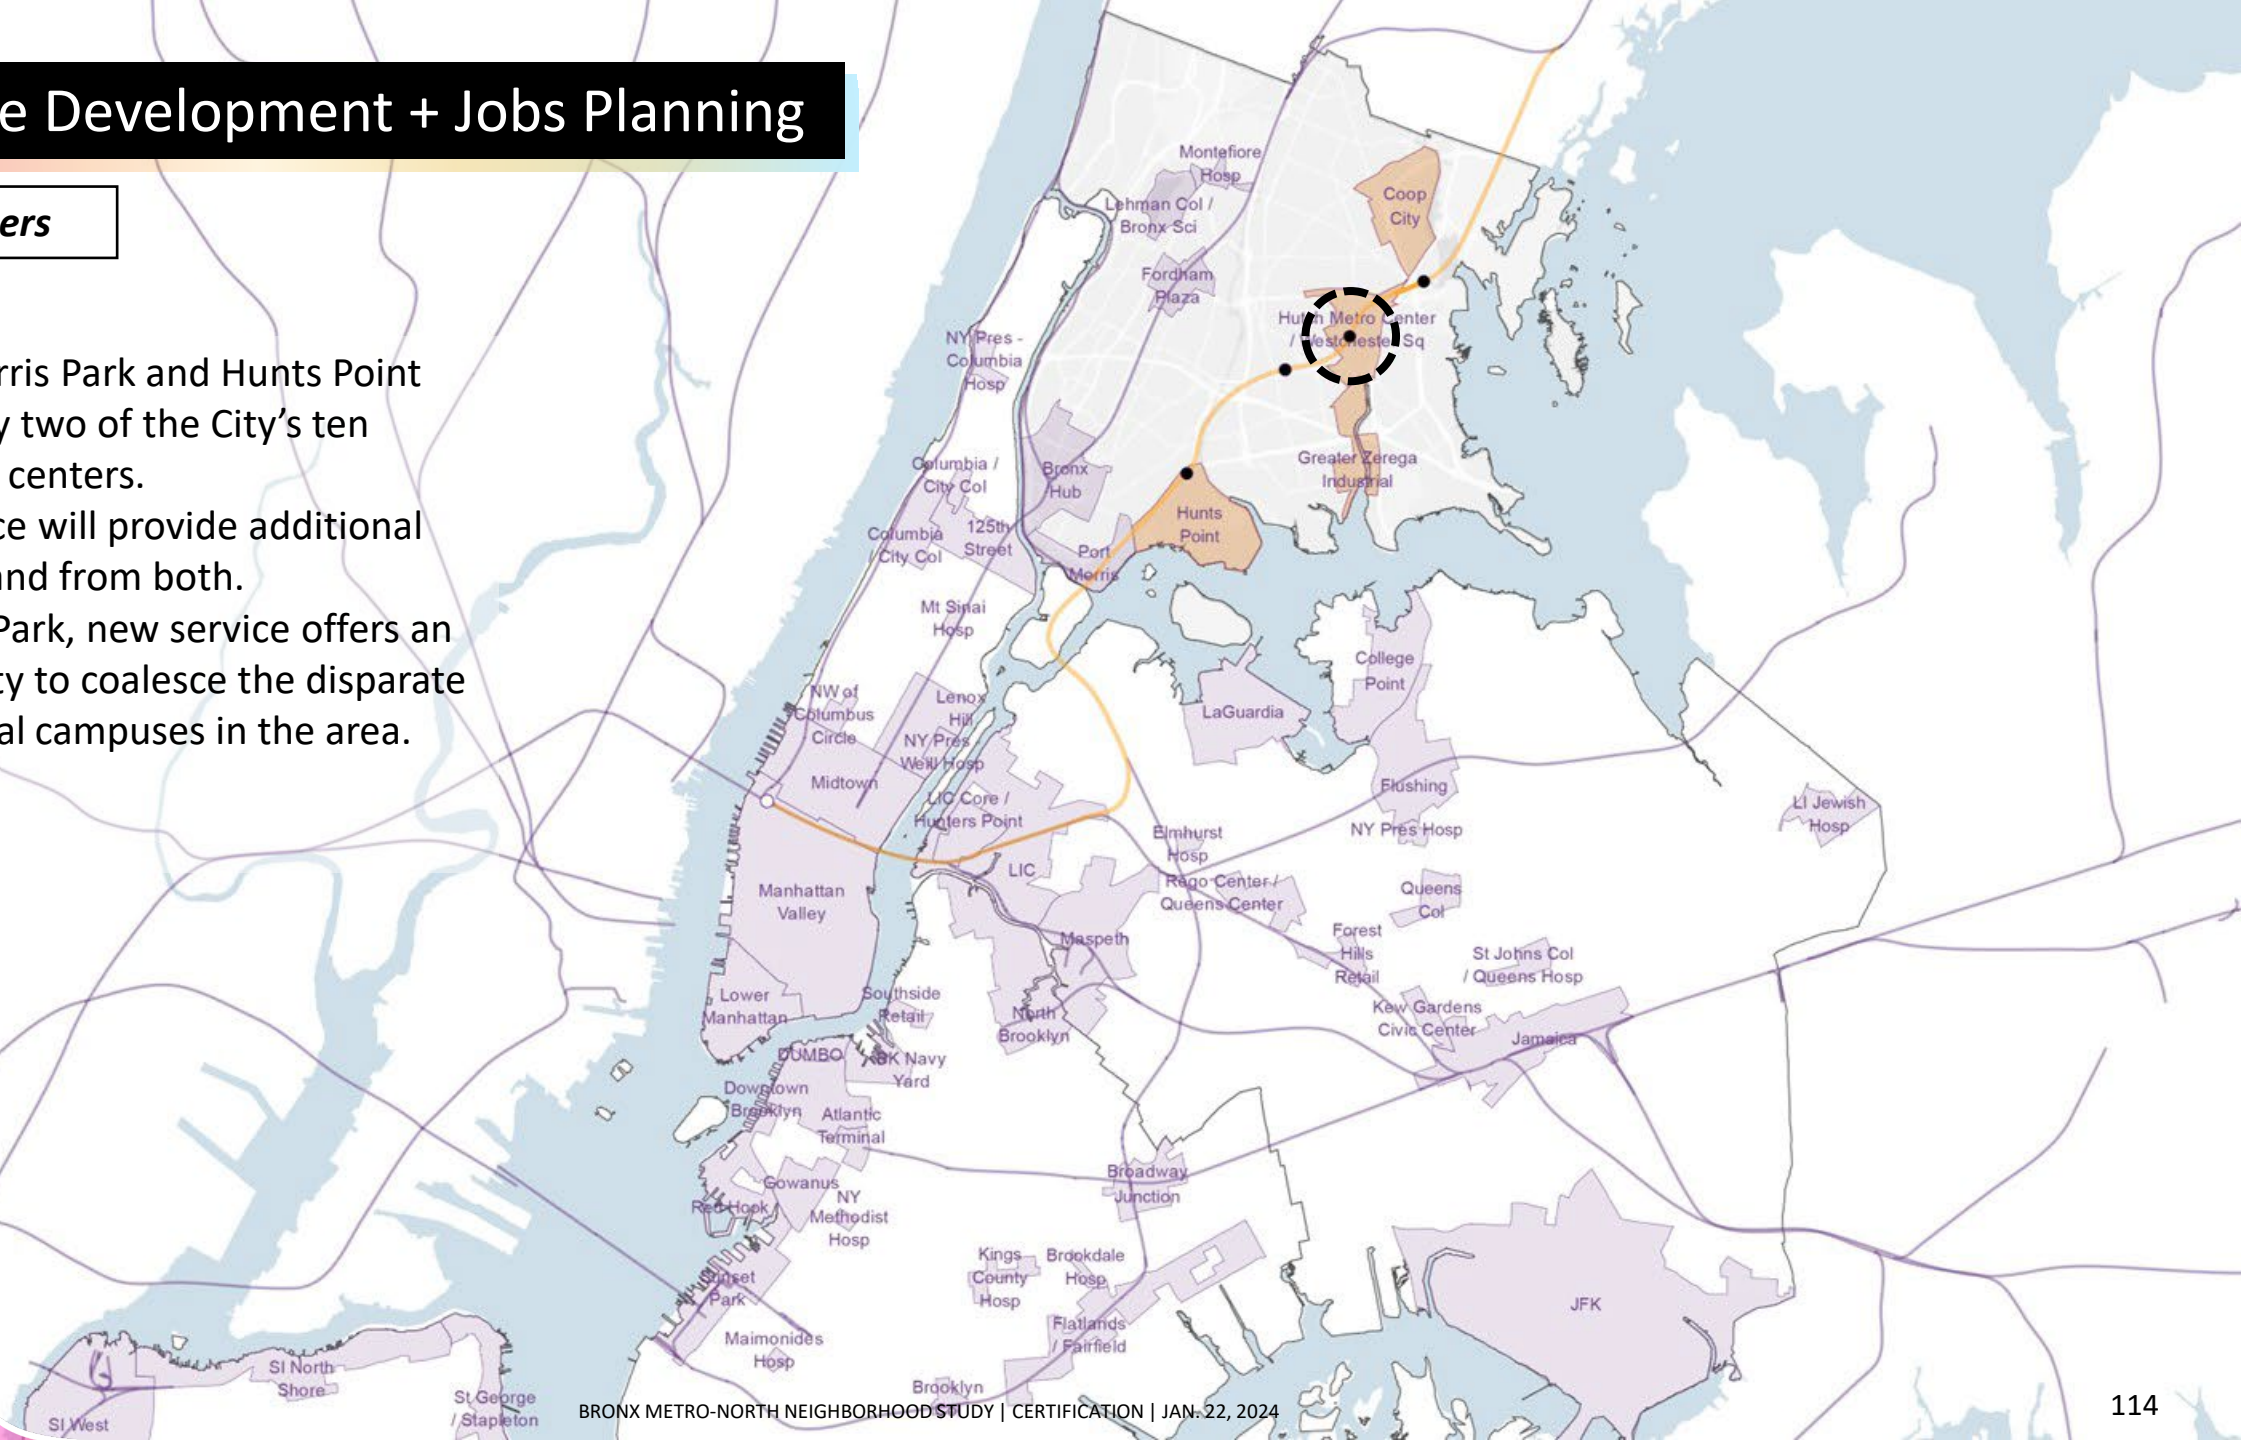 e Development + Jobs Planning
ers
rris Park and Hunts Point
y two of the City's ten
centers.
ce will provide additional
and from both.
Park, new service offers an
ty to coalesce the disparate
al campuses in the area.
Montefiore
Hosp
Lehman Col /
Bronx Sci
Fordham
Plaza
Coop
City
Hutch Metro Center
/ Westchester Sq
NY Pres -
Columbia
Hosp
Greater Zerega
Industrial
Bronx
Hub
Hunts
Point
Port
Morris
Columbia /
City Col
Columbia
/ City Col
125th
Street
Mt Sinai
Hosp
NW of
Columbus
Circle
Lenox
Hill
NY Pres -
Weill Hosp
Midtown
LIC Core /
Hunters Point
LIC
LaGuardia
College
Point
Flushing
NY Pres Hosp
LI Jewish
Hosp
Elmhurst
Hosp
Rego Center /
Queens Center
Queens
Col
Forest
Hills
Retail
St Johns Col
/ Queens Hosp
Kew Gardens
Civic Center
Jamaica
Manhattan
Valley
Maspeth
Lower
Manhattan
Southside
Retail
North
Brooklyn
DUMBO
BK Navy
Yard
Downtown
Brooklyn
Atlantic
Terminal
Gowanus
Red Hook
NY
Methodist
Hosp
Broadway
Junction
Kings
County
Hosp
Brookdale
Hosp
Sunset
Park
Maimonides
Hosp
Flatlands
/ Fairfield
JFK
Brooklyn
SI North
Shore
St George
/ Stapleton
SI West
BRONX METRO-NORTH NEIGHBORHOOD STUDY | CERTIFICATION | JAN. 22, 2024
114